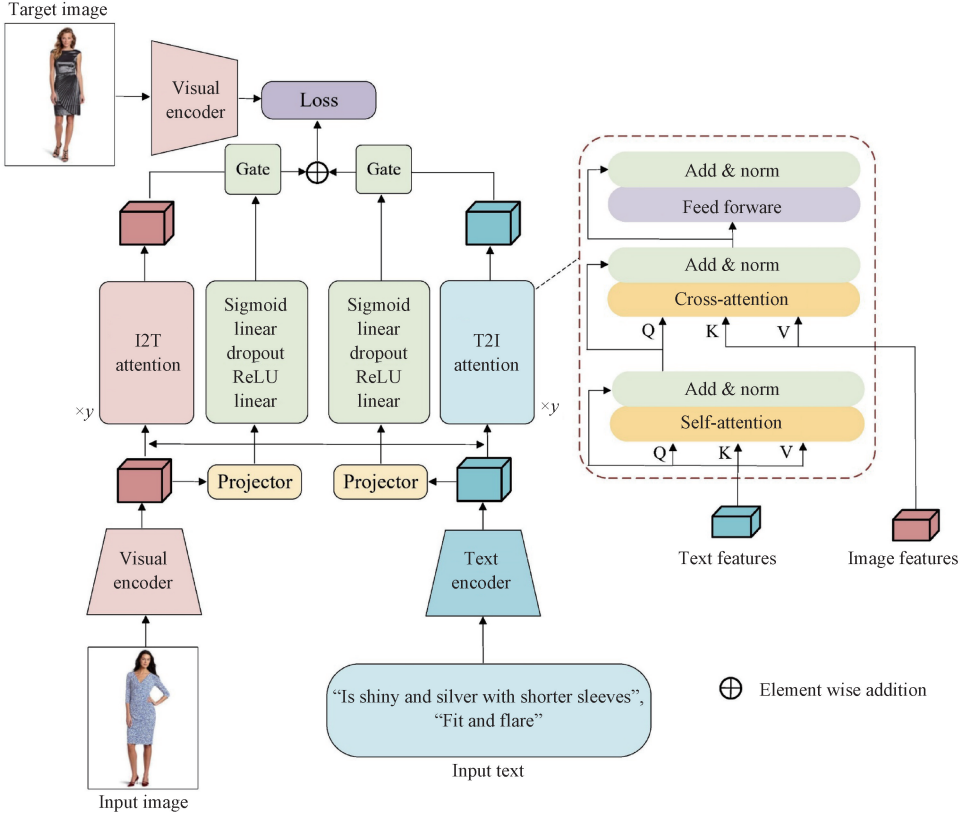 Target image
Visual
encoder
Loss
Gate
Gate
I2T
attention
×y
Sigmoid
linear
dropout
ReLU
linear
Sigmoid
linear
dropout
ReLU
linear
T2I
attention
×y
Projector
Projector
Visual
encoder
Text
encoder
Input image
“Is shiny and silver with shorter sleeves”,
“Fit and flare”
Input text
Add & norm
Feed forware
Add & norm
Cross-attention
Q
K
V
Add & norm
Self-attention
Q
K
V
Text features
Image features
Element wise addition